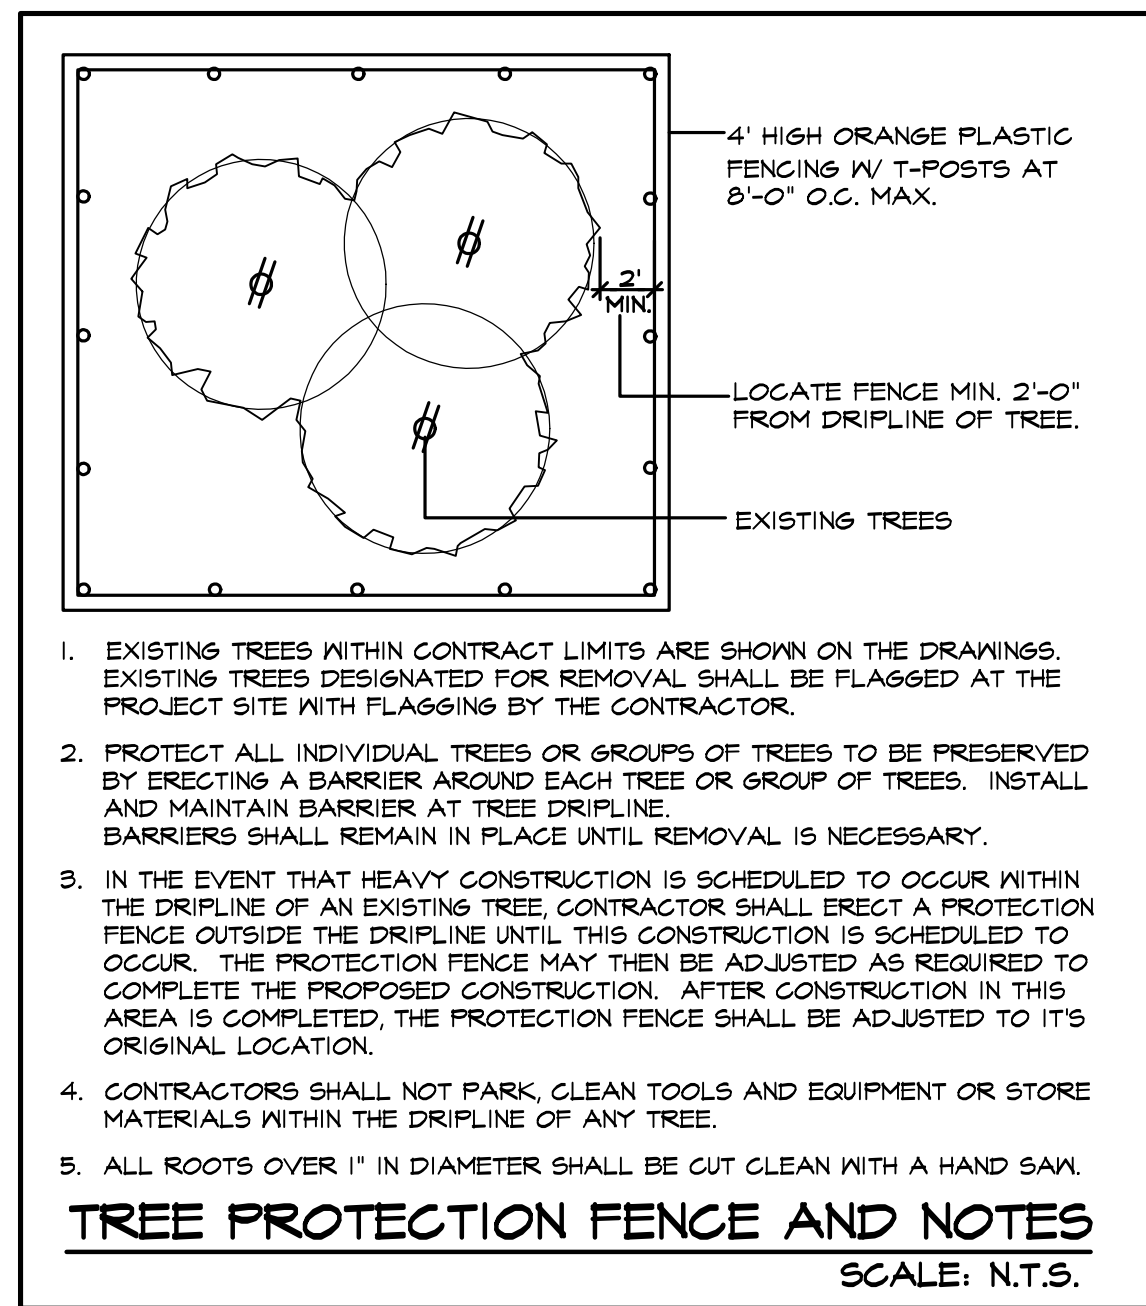 4' HIGH ORANGE PLASTIC
FENCING W/ T-POSTS AT
8'-0" O.C. MAX.
2'
MIN.
LOCATE FENCE MIN. 2'-0"
FROM DRIPLINE OF TREE.
EXISTING TREES
1. EXISTING TREES WITHIN CONTRACT LIMITS ARE SHOWN ON THE DRAWINGS.
EXISTING TREES DESIGNATED FOR REMOVAL SHALL BE FLAGGED AT THE
PROJECT SITE WITH FLAGGING BY THE CONTRACTOR.
2. PROTECT ALL INDIVIDUAL TREES OR GROUPS OF TREES TO BE PRESERVED
BY ERECTING A BARRIER AROUND EACH TREE OR GROUP OF TREES. INSTALL
AND MAINTAIN BARRIER AT TREE DRIPLINE.
BARRIERS SHALL REMAIN IN PLACE UNTIL REMOVAL IS NECESSARY.
3. IN THE EVENT THAT HEAVY CONSTRUCTION IS SCHEDULED TO OCCUR WITHIN
THE DRIPLINE OF AN EXISTING TREE, CONTRACTOR SHALL ERECT A PROTECTION
FENCE OUTSIDE THE DRIPLINE UNTIL THIS CONSTRUCTION IS SCHEDULED TO
OCCUR. THE PROTECTION FENCE MAY THEN BE ADJUSTED AS REQUIRED TO
COMPLETE THE PROPOSED CONSTRUCTION. AFTER CONSTRUCTION IN THIS
AREA IS COMPLETED, THE PROTECTION FENCE SHALL BE ADJUSTED TO IT'S
ORIGINAL LOCATION.
4. CONTRACTORS SHALL NOT PARK, CLEAN TOOLS AND EQUIPMENT OR STORE
MATERIALS WITHIN THE DRIPLINE OF ANY TREE.
5. ALL ROOTS OVER 1" IN DIAMETER SHALL BE CUT CLEAN WITH A HAND SAW.
TREE PROTECTION FENCE AND NOTES
SCALE: N.T.S.